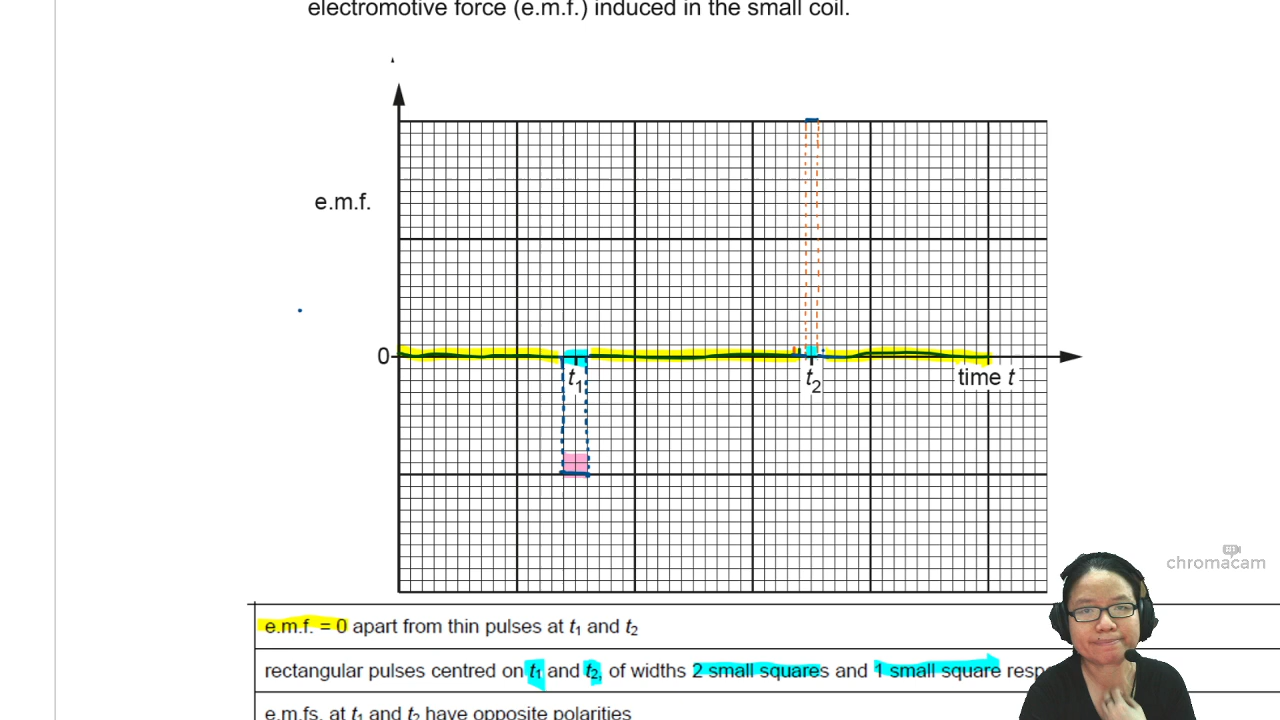 electromotive force (e.m.f.) induced in the small coil.
e.m.f.
0
t1
t2
time t
chromacam
e.m.f. = 0 apart from thin pulses at t1 and t2
rectangular pulses centred on t1 and t2, of widths 2 small squares and 1 small square resp
e.m.fs. at t1 and t2 have opposite polarities